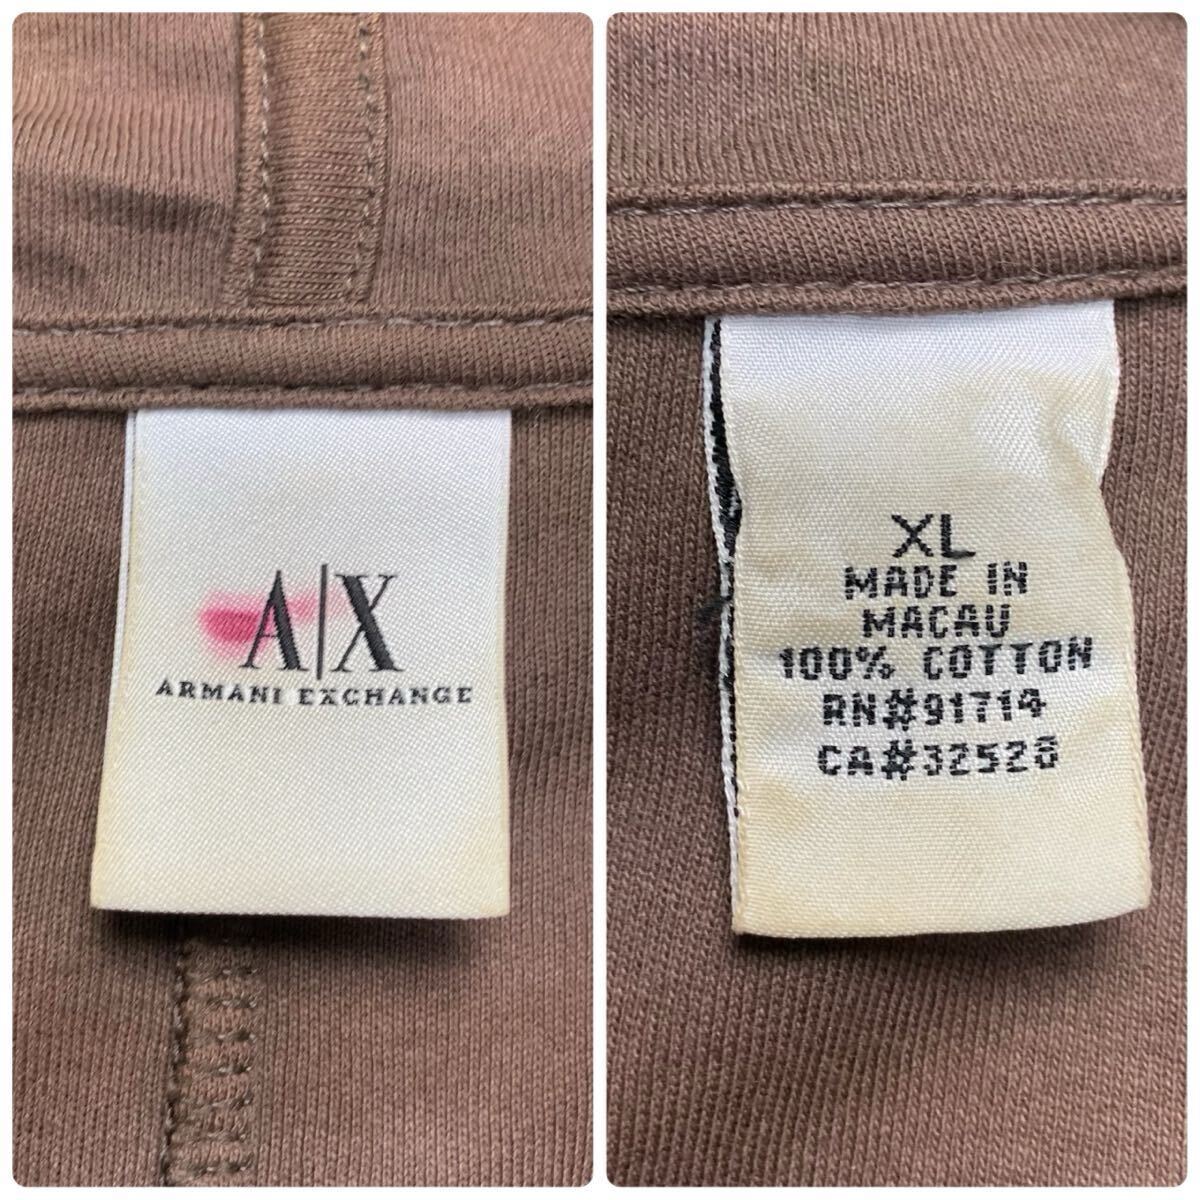 A|X
ARMANI EXCHANGE
XL
MADE IN
MACAU
100% COTTON
RN#91714
CA#32528